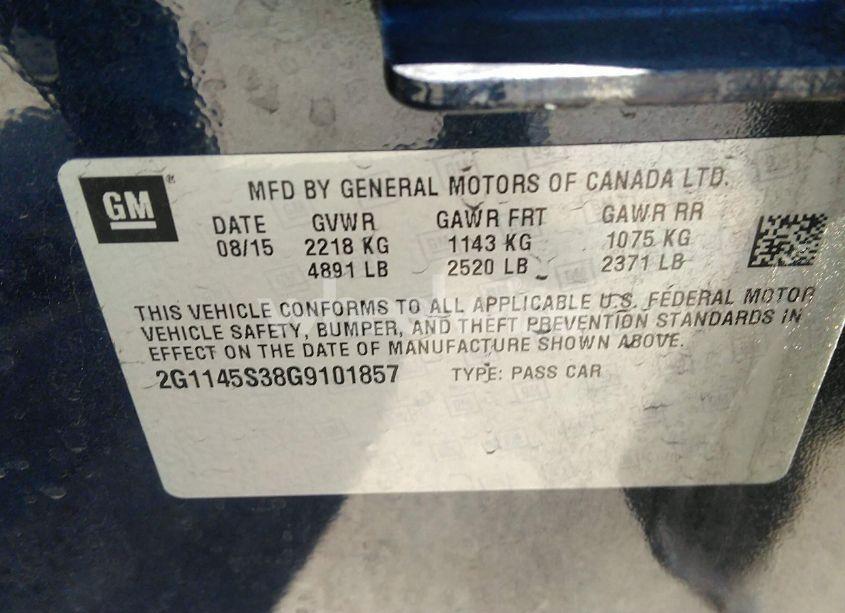 GM
MFD BY GENERAL MOTORS OF CANADA LTD.
DATE GVWR GAWR FRT GAWR RR
08/15 2218 KG 1143 KG 1075 KG
4891 LB 2520 LB 2371 LB
THIS VEHICLE CONFORMS TO ALL APPLICABLE U.S. FEDERAL MOTOR
VEHICLE SAFETY, BUMPER, AND THEFT PREVENTION STANDARDS IN
EFFECT ON THE DATE OF MANUFACTURE SHOWN ABOVE.
2G1145S38G9101857 TYPE: PASS CAR